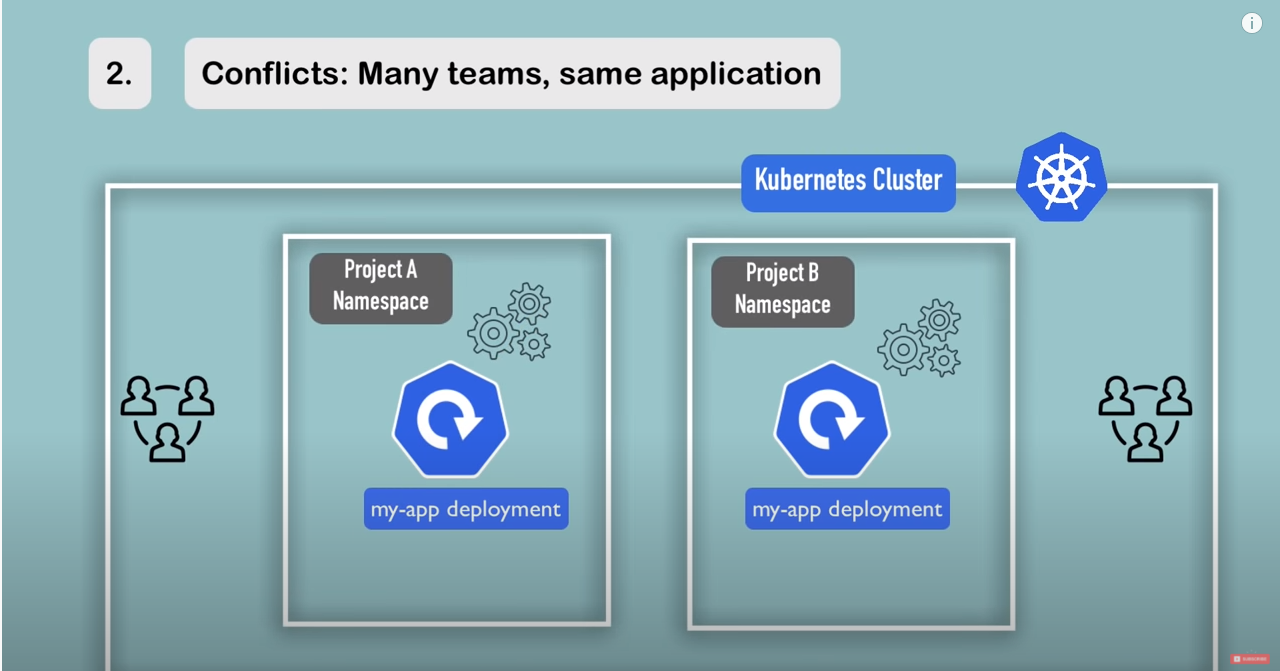 2.
Conflicts: Many teams, same application
Kubernetes Cluster
Project A
Namespace
my-app deployment
Project B
Namespace
my-app deployment